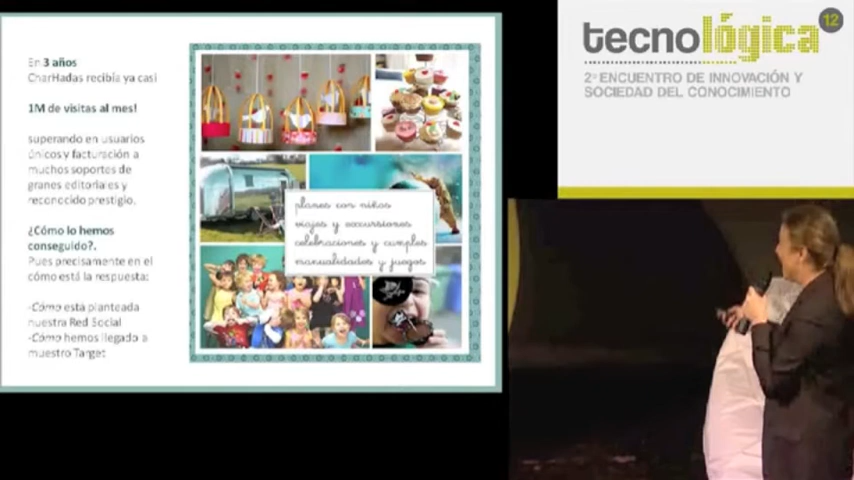 En 3 años
CharHadas recibía ya casi
1M de visitas al mes!
superando en usuarios
únicos y facturación a
muchos soportes de
granes editoriales y
reconocido prestigio.
¿Cómo lo hemos
conseguido?.
Pues precisamente en el
cómo está la respuesta:
-Cómo está planteada
nuestra Red Social
-Cómo hemos llegado a
nuestro Target
planes con niños
viajes y excursiones
celebraciones y cumples
manualidades y juegos
tecnológica 12
2º ENCUENTRO DE INNOVACIÓN Y
SOCIEDAD DEL CONOCIMIENTO